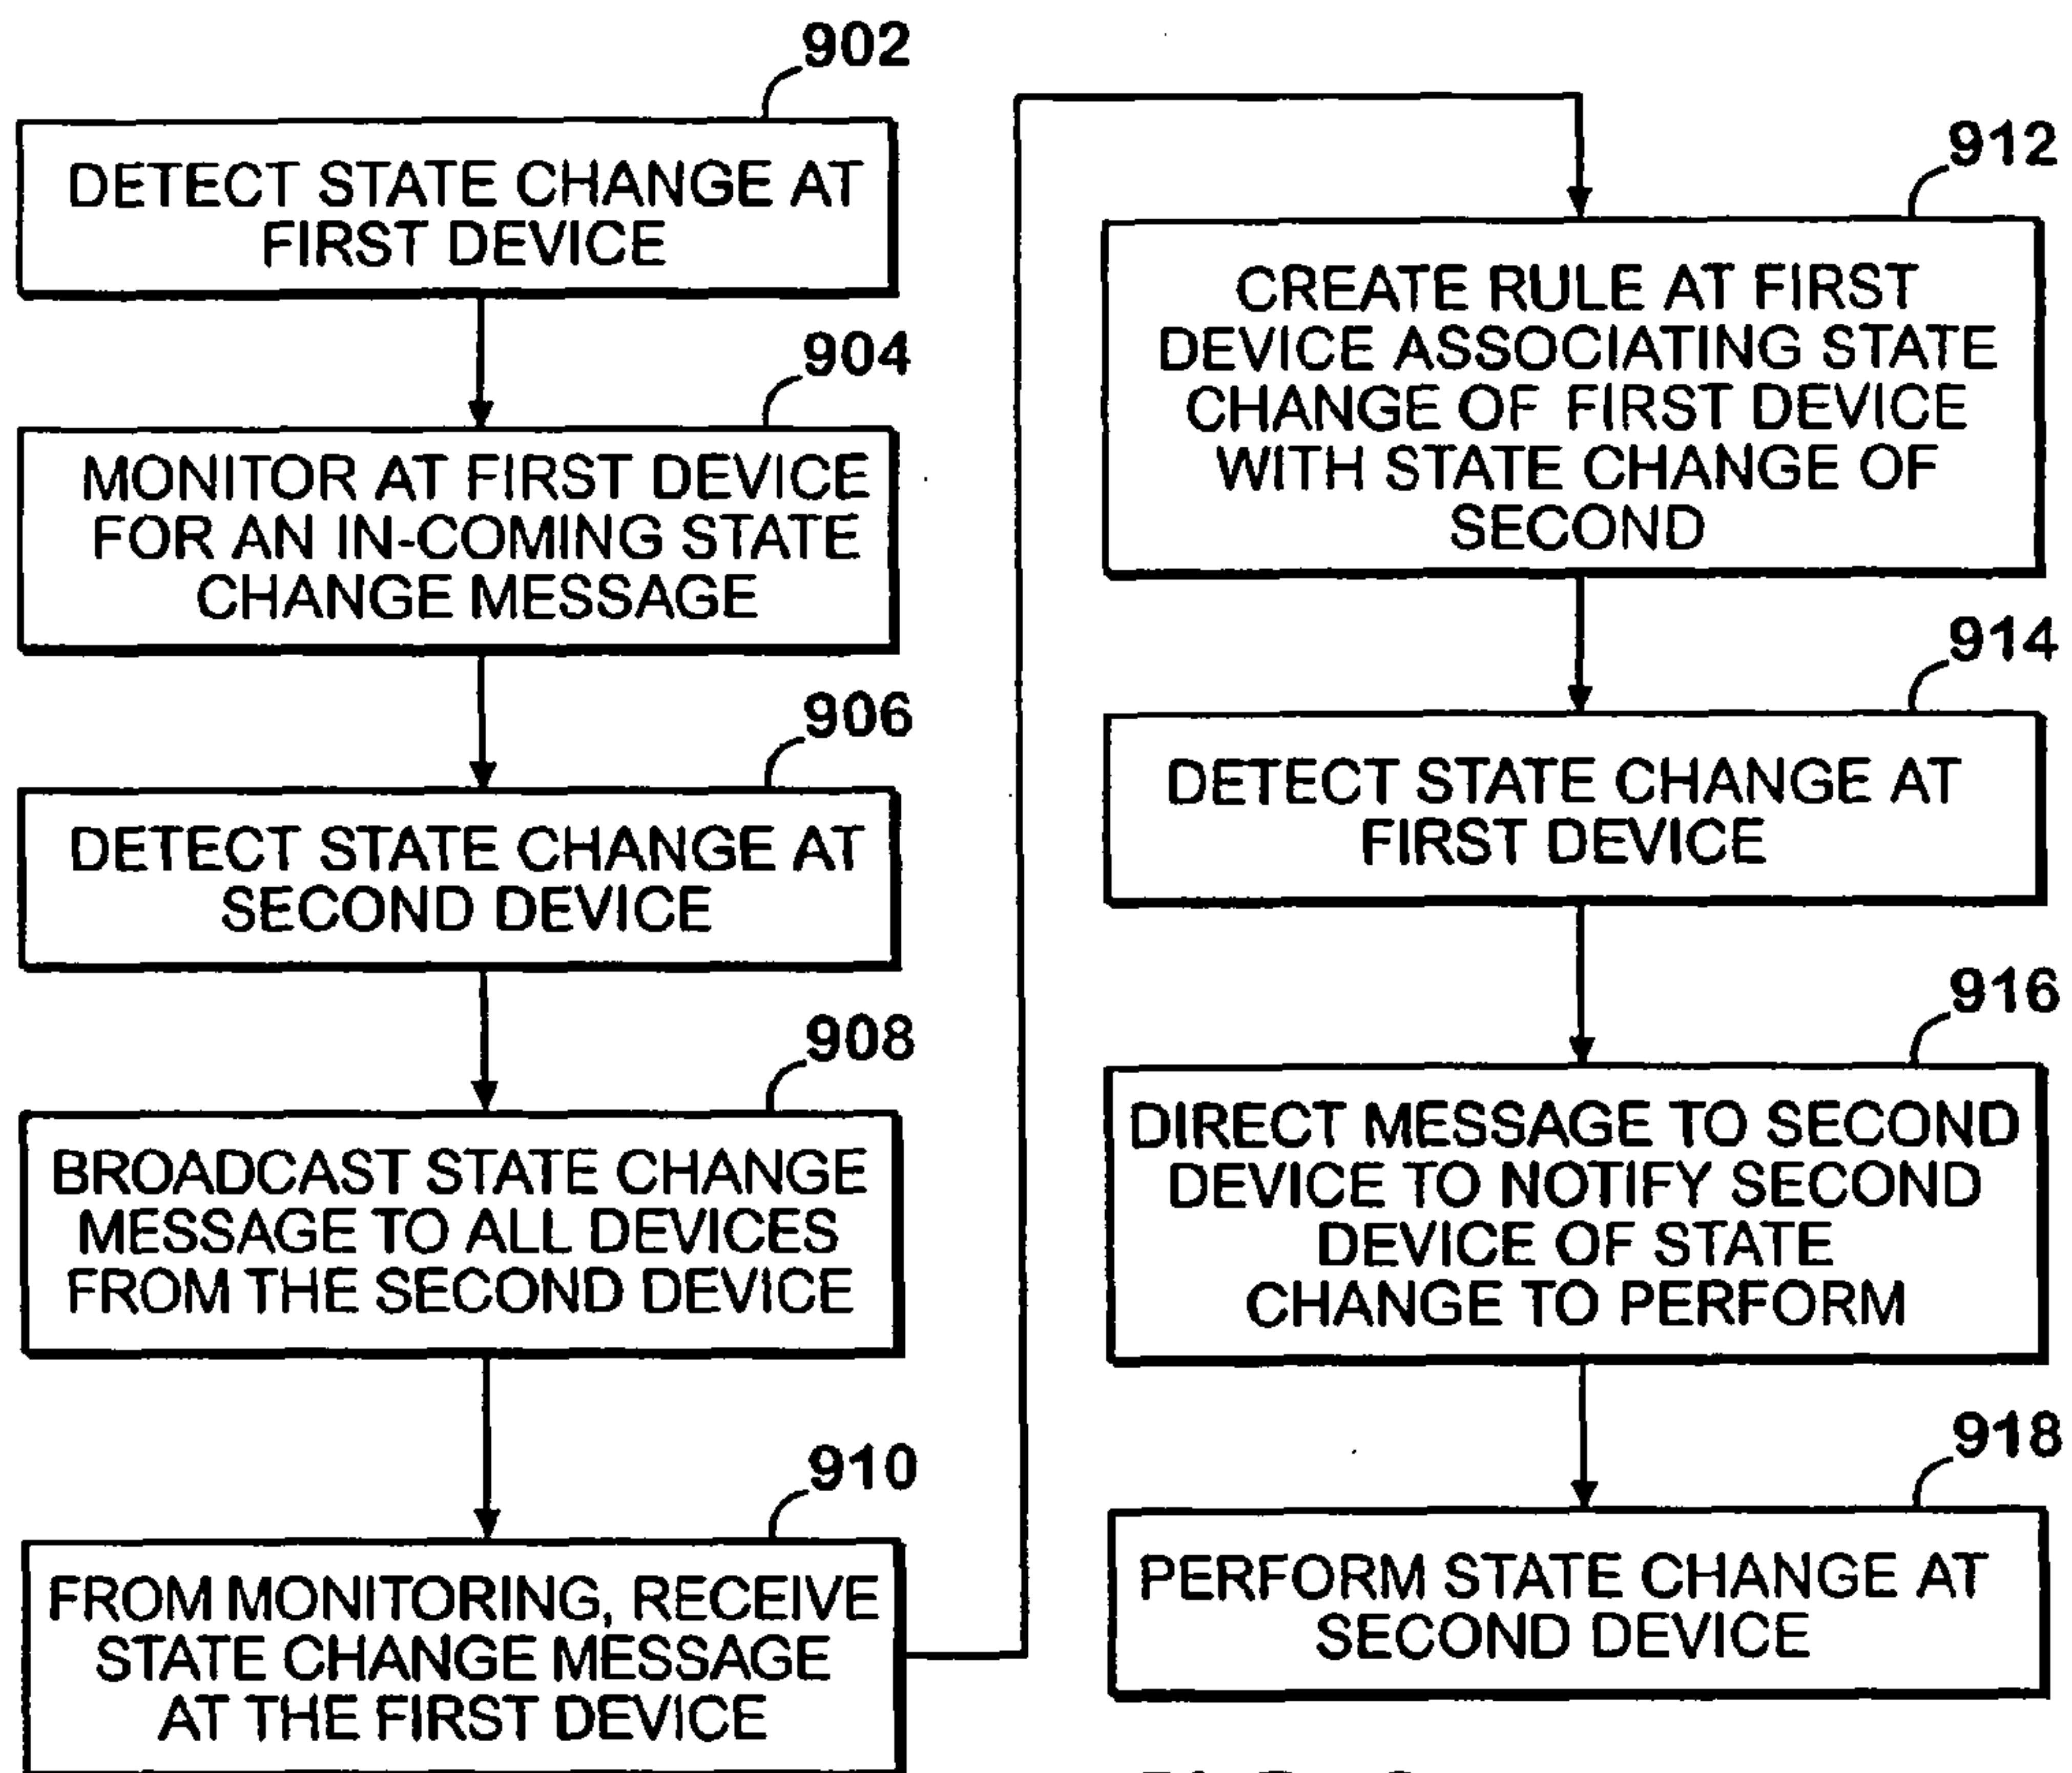 902
DETECT STATE CHANGE AT
FIRST DEVICE
904
MONITOR AT FIRST DEVICE
FOR AN IN-COMING STATE
CHANGE MESSAGE
906
DETECT STATE CHANGE AT
SECOND DEVICE
908
BROADCAST STATE CHANGE
MESSAGE TO ALL DEVICES
FROM THE SECOND DEVICE
910
FROM MONITORING, RECEIVE
STATE CHANGE MESSAGE
AT THE FIRST DEVICE
912
CREATE RULE AT FIRST
DEVICE ASSOCIATING STATE
CHANGE OF FIRST DEVICE
WITH STATE CHANGE OF
SECOND
914
DETECT STATE CHANGE AT
FIRST DEVICE
916
DIRECT MESSAGE TO SECOND
DEVICE TO NOTIFY SECOND
DEVICE OF STATE
CHANGE TO PERFORM
918
PERFORM STATE CHANGE AT
SECOND DEVICE